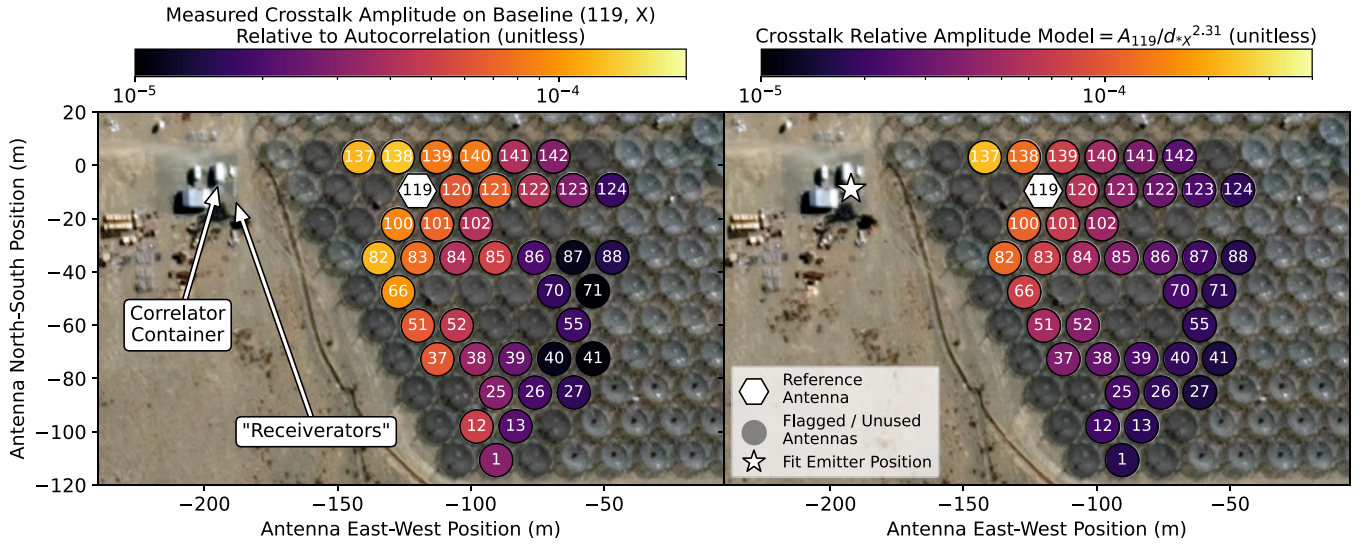 Measured Crosstalk Amplitude on Baseline (119, X)
Relative to Autocorrelation (unitless)
10⁻⁵
10⁻⁴
20
0
−20
−40
−60
−80
−100
−120
Antenna North-South Position (m)
137 138 139 140 141 142
119 120 121 122 123 124
100 101 102
82 83 84 85 86 87 88
66 70 71
51 52 55
37 38 39 40 41
25 26 27
12 13
1
Correlator
Container
"Receiverators"
−200 −150 −100 −50
Antenna East-West Position (m)
Crosstalk Relative Amplitude Model = A₁₁₉/d*X^2.31 (unitless)
10⁻⁵
10⁻⁴
137 138 139 140 141 142
119 120 121 122 123 124
100 101 102
82 83 84 85 86 87 88
66 70 71
51 52 55
37 38 39 40 41
25 26 27
12 13
1
Reference
Antenna
Flagged / Unused
Antennas
Fit Emitter Position
−200 −150 −100 −50
Antenna East-West Position (m)